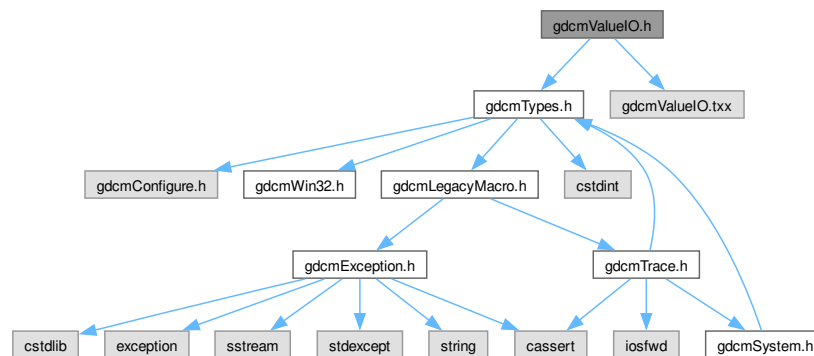 gdcmValueIO.h
gdcmTypes.h
gdcmValueIO.txx
gdcmConfigure.h
gdcmWin32.h
gdcmLegacyMacro.h
cstdint
gdcmException.h
gdcmTrace.h
cstdlib
exception
sstream
stdexcept
string
cassert
iosfwd
gdcmSystem.h